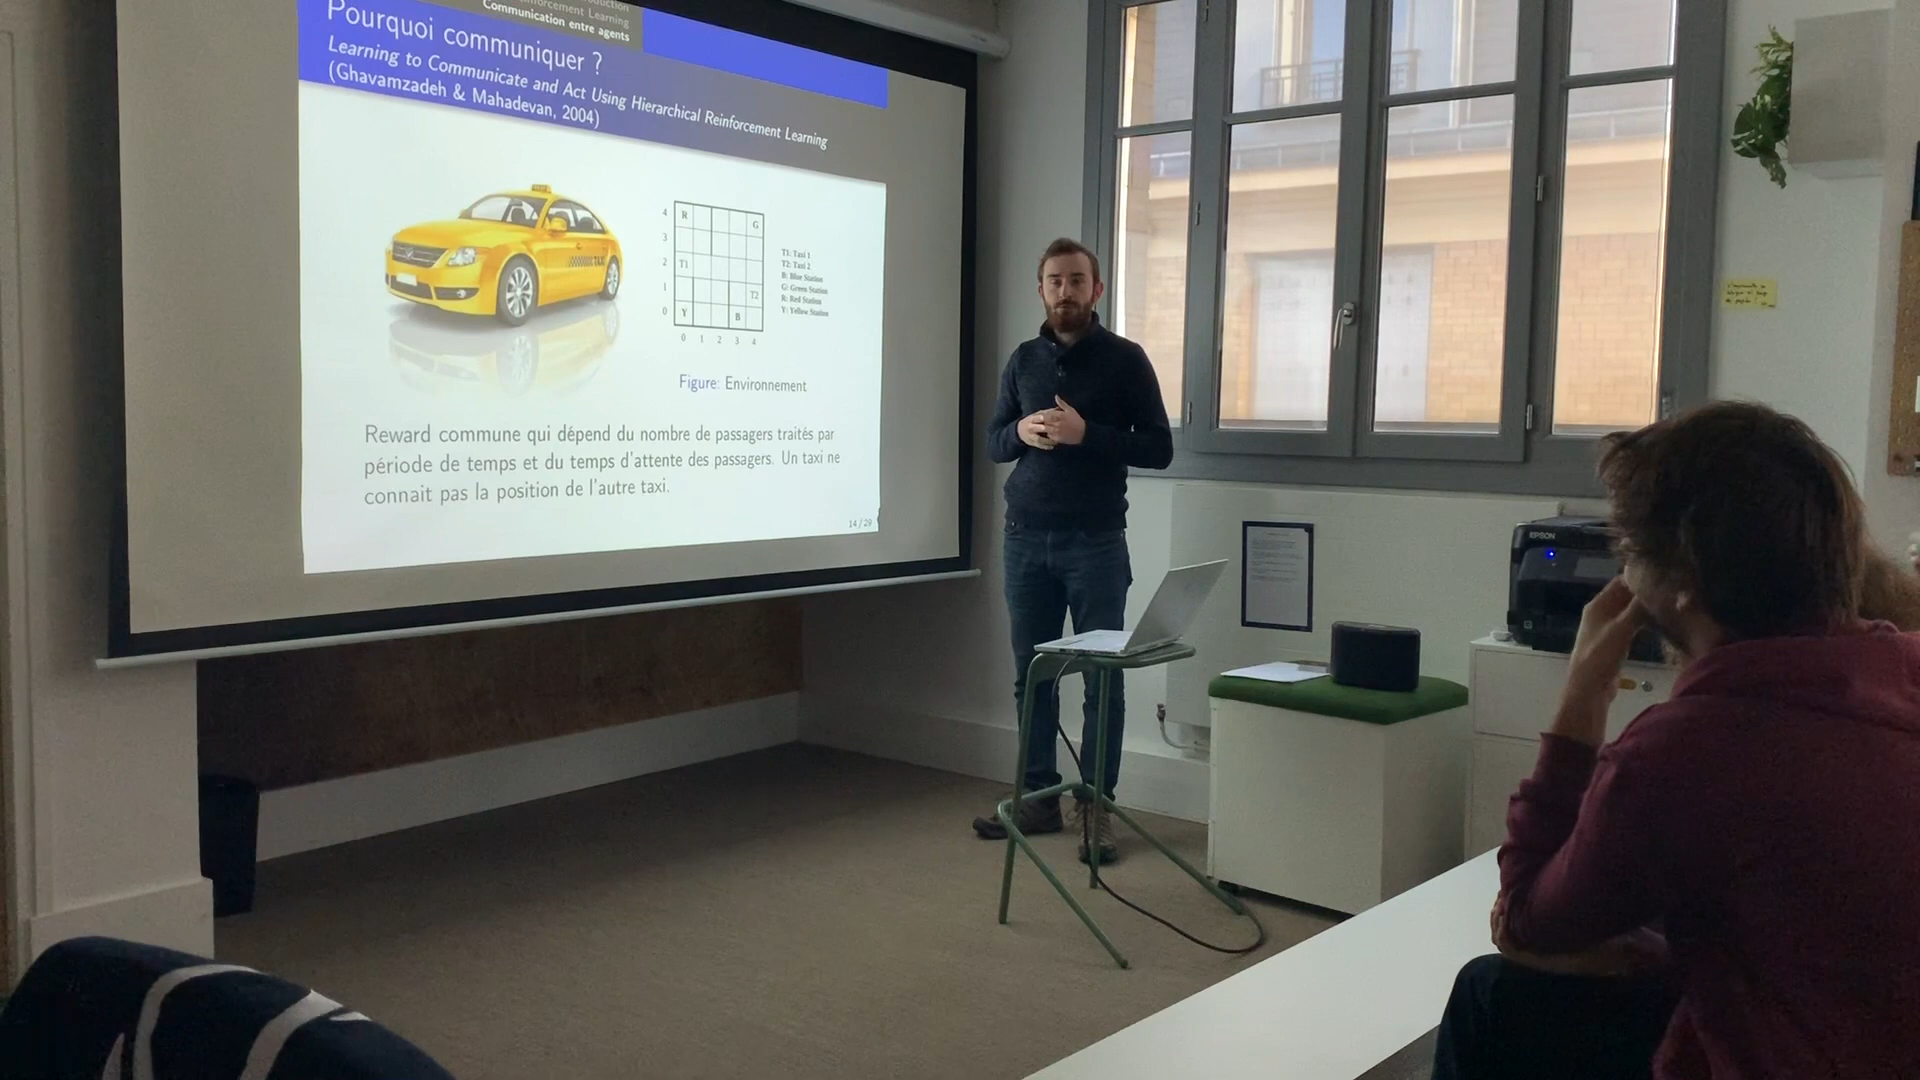 Communication entre agents
Pourquoi communiquer ?
Learning to Communicate and Act Using Hierarchical Reinforcement Learning
(Ghavamzadeh & Mahadevan, 2004)
4 R G
3
2 T1
1 T2
0 Y B
0 1 2 3 4
T1: Taxi 1
T2: Taxi 2
B: Blue Station
G: Green Station
R: Red Station
Y: Yellow Station
TAXI
Figure: Environnement
Reward commune qui dépend du nombre de passagers traités par
période de temps et du temps d'attente des passagers. Un taxi ne
connait pas la position de l'autre taxi.
14 / 29
EPSON